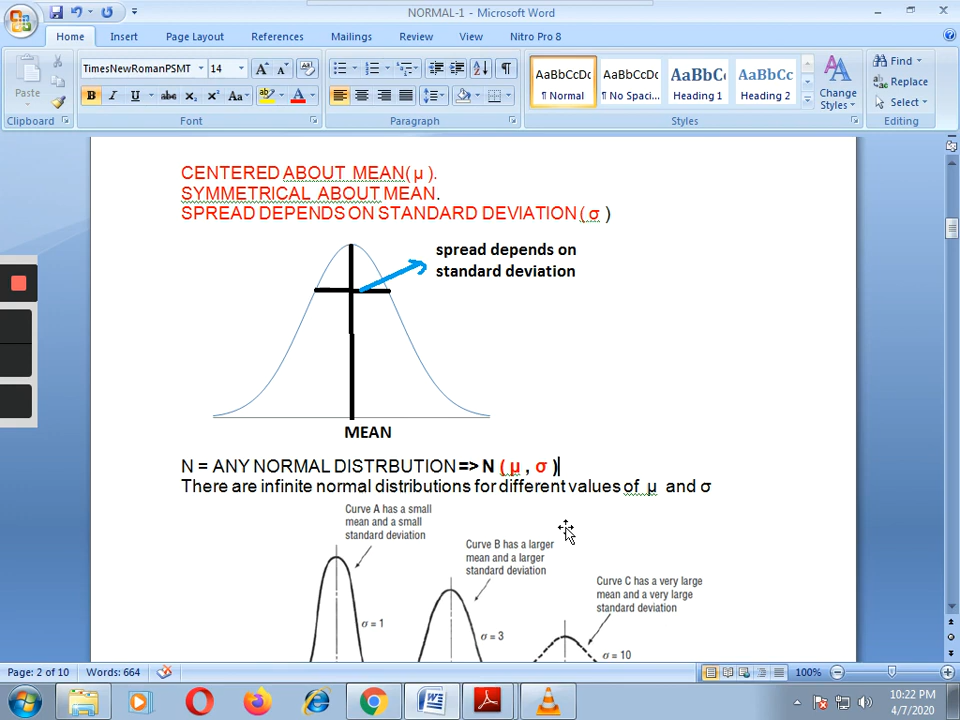 NORMAL-1 - Microsoft Word
Home Insert Page Layout References Mailings Review View Nitro Pro 8
Paste
TimesNewRomanPSMT 14
B I U abc X₂ X² Aa A
AaBbCcDc AaBbCcDc AaBbCc AaBbCc
¶ Normal ¶ No Spaci... Heading 1 Heading 2
Change Styles
Find
Replace
Select
Clipboard Font Paragraph Styles Editing
CENTERED ABOUT MEAN( μ ).
SYMMETRICAL ABOUT MEAN.
SPREAD DEPENDS ON STANDARD DEVIATION ( σ )
spread depends on
standard deviation
MEAN
N = ANY NORMAL DISTRBUTION => N ( μ , σ )
There are infinite normal distributions for different values of μ and σ
Curve A has a small
mean and a small
standard deviation
Curve B has a larger
mean and a larger
standard deviation
Curve C has a very large
mean and a very large
standard deviation
σ = 1
σ = 3
σ = 10
Page: 2 of 10 Words: 664 100%
10:22 PM
4/7/2020